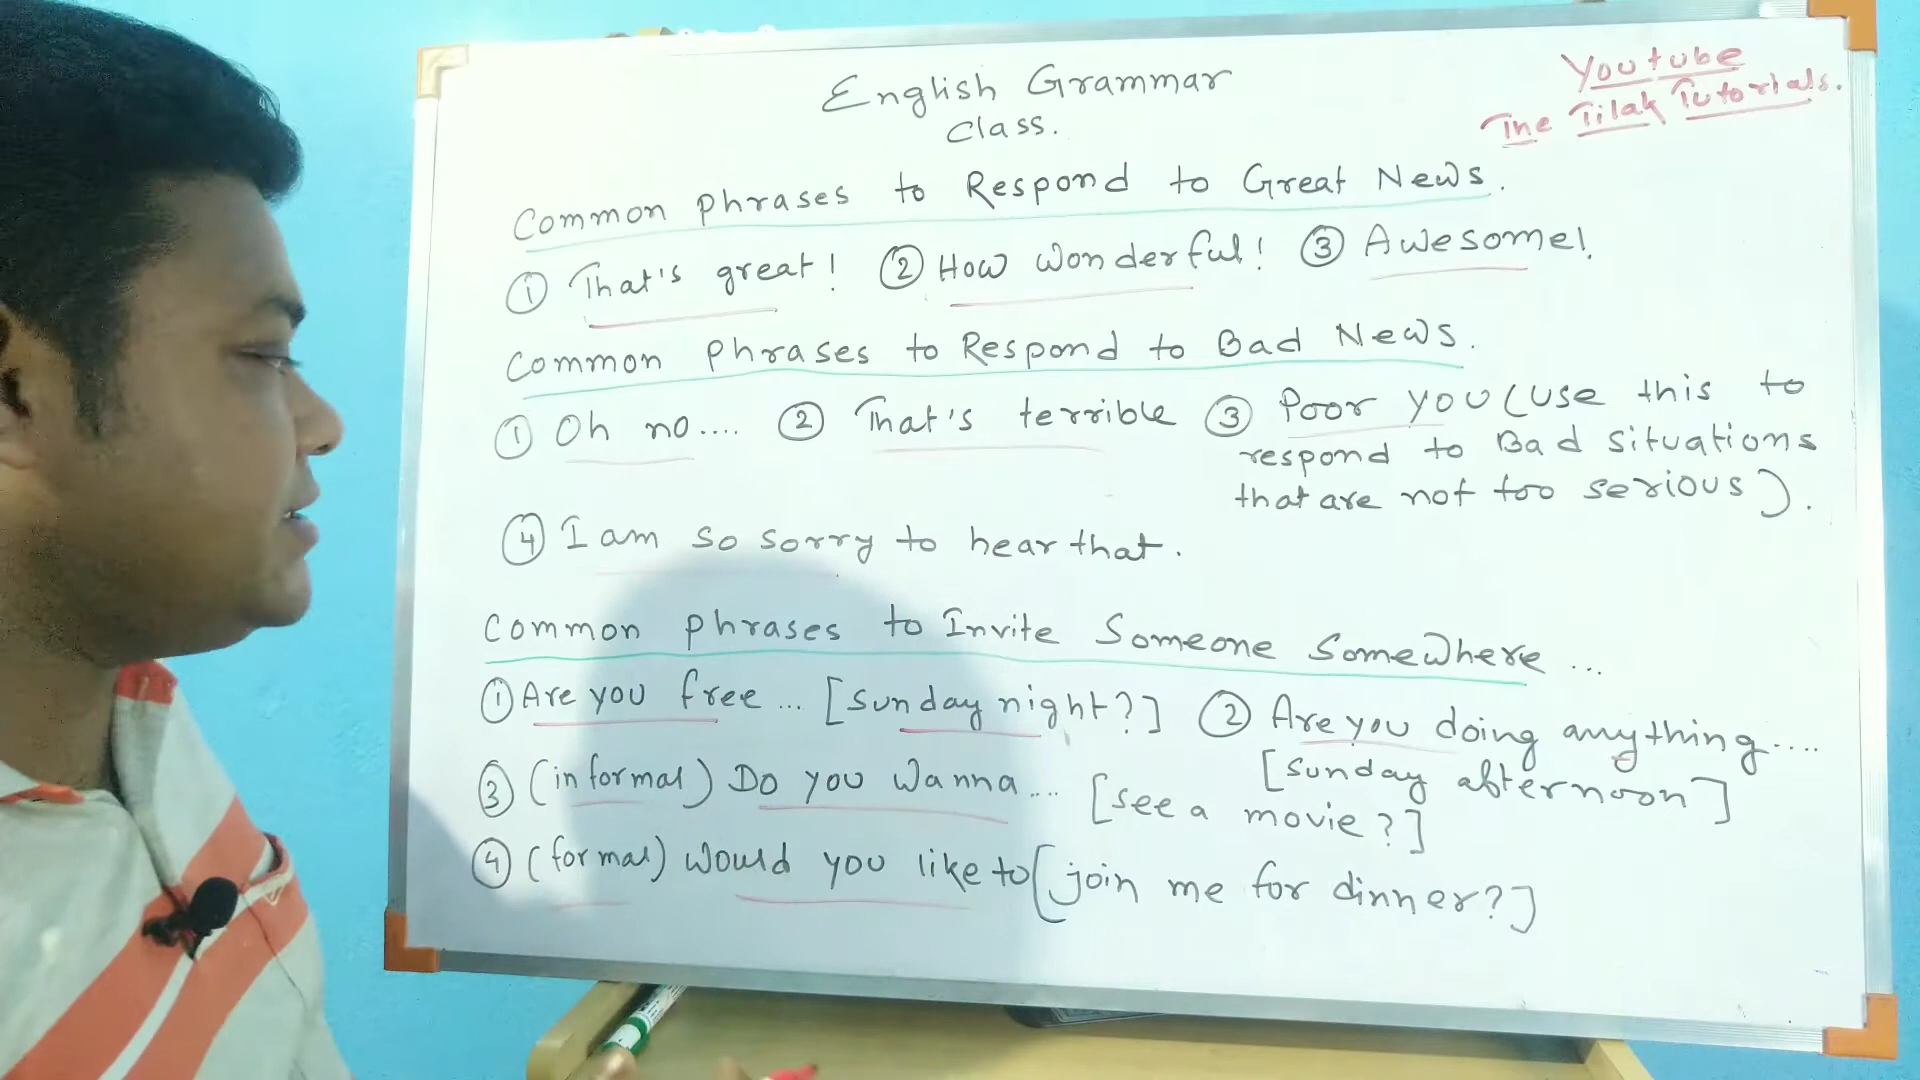 English Grammar
Class.
Youtube
The Tilak Tutorials.
Common Phrases to Respond to Great News.
① That's great! ② How Wonderful! ③ Awesome!
Common Phrases to Respond to Bad News.
① Oh no.... ② That's terrible ③ Poor you (use this to
respond to Bad situations
that are not too serious).
④ I am so sorry to hear that.
Common Phrases to Invite Someone Somewhere ...
① Are you free ... [Sunday night?] ② Are you doing anything....
[Sunday afternoon]
③ (informal) Do you Wanna .... [see a movie?]
④ (formal) Would you like to [join me for dinner?]